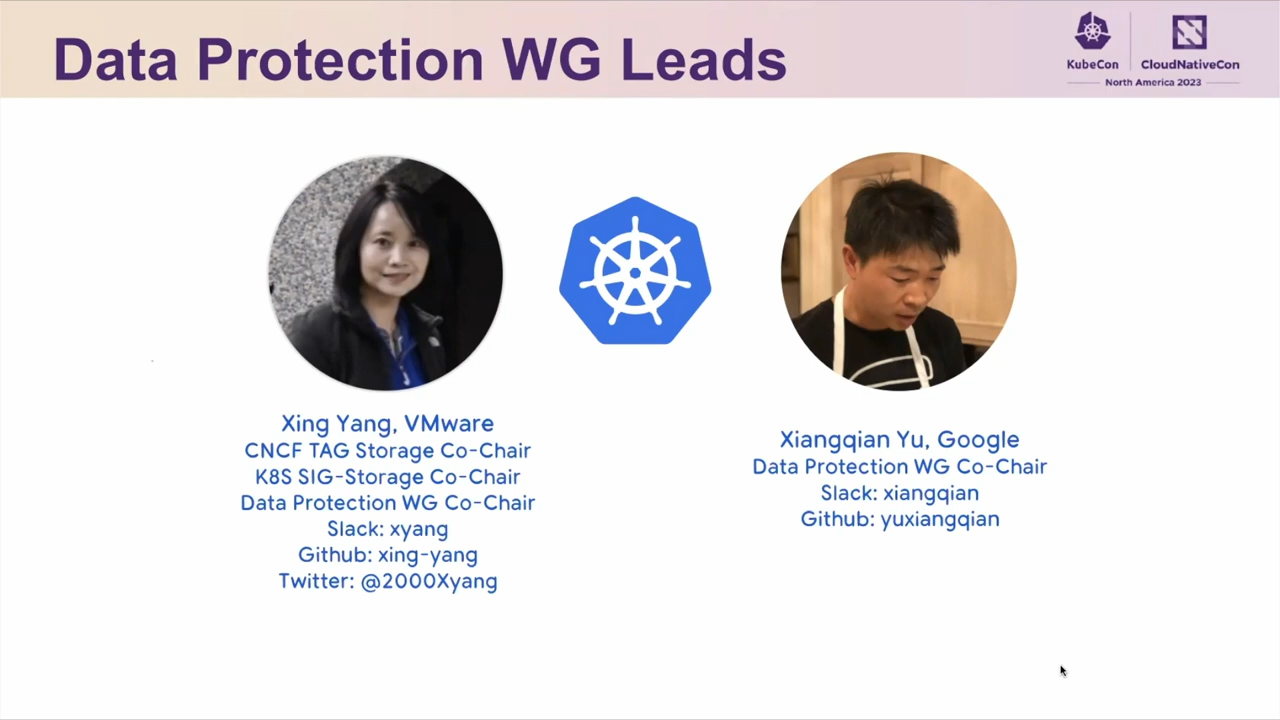 Data Protection WG Leads
KubeCon
CloudNativeCon
North America 2023
Xing Yang, VMware
CNCF TAG Storage Co-Chair
K8S SIG-Storage Co-Chair
Data Protection WG Co-Chair
Slack: xyang
Github: xing-yang
Twitter: @2000Xyang
Xiangqian Yu, Google
Data Protection WG Co-Chair
Slack: xiangqian
Github: yuxiangqian